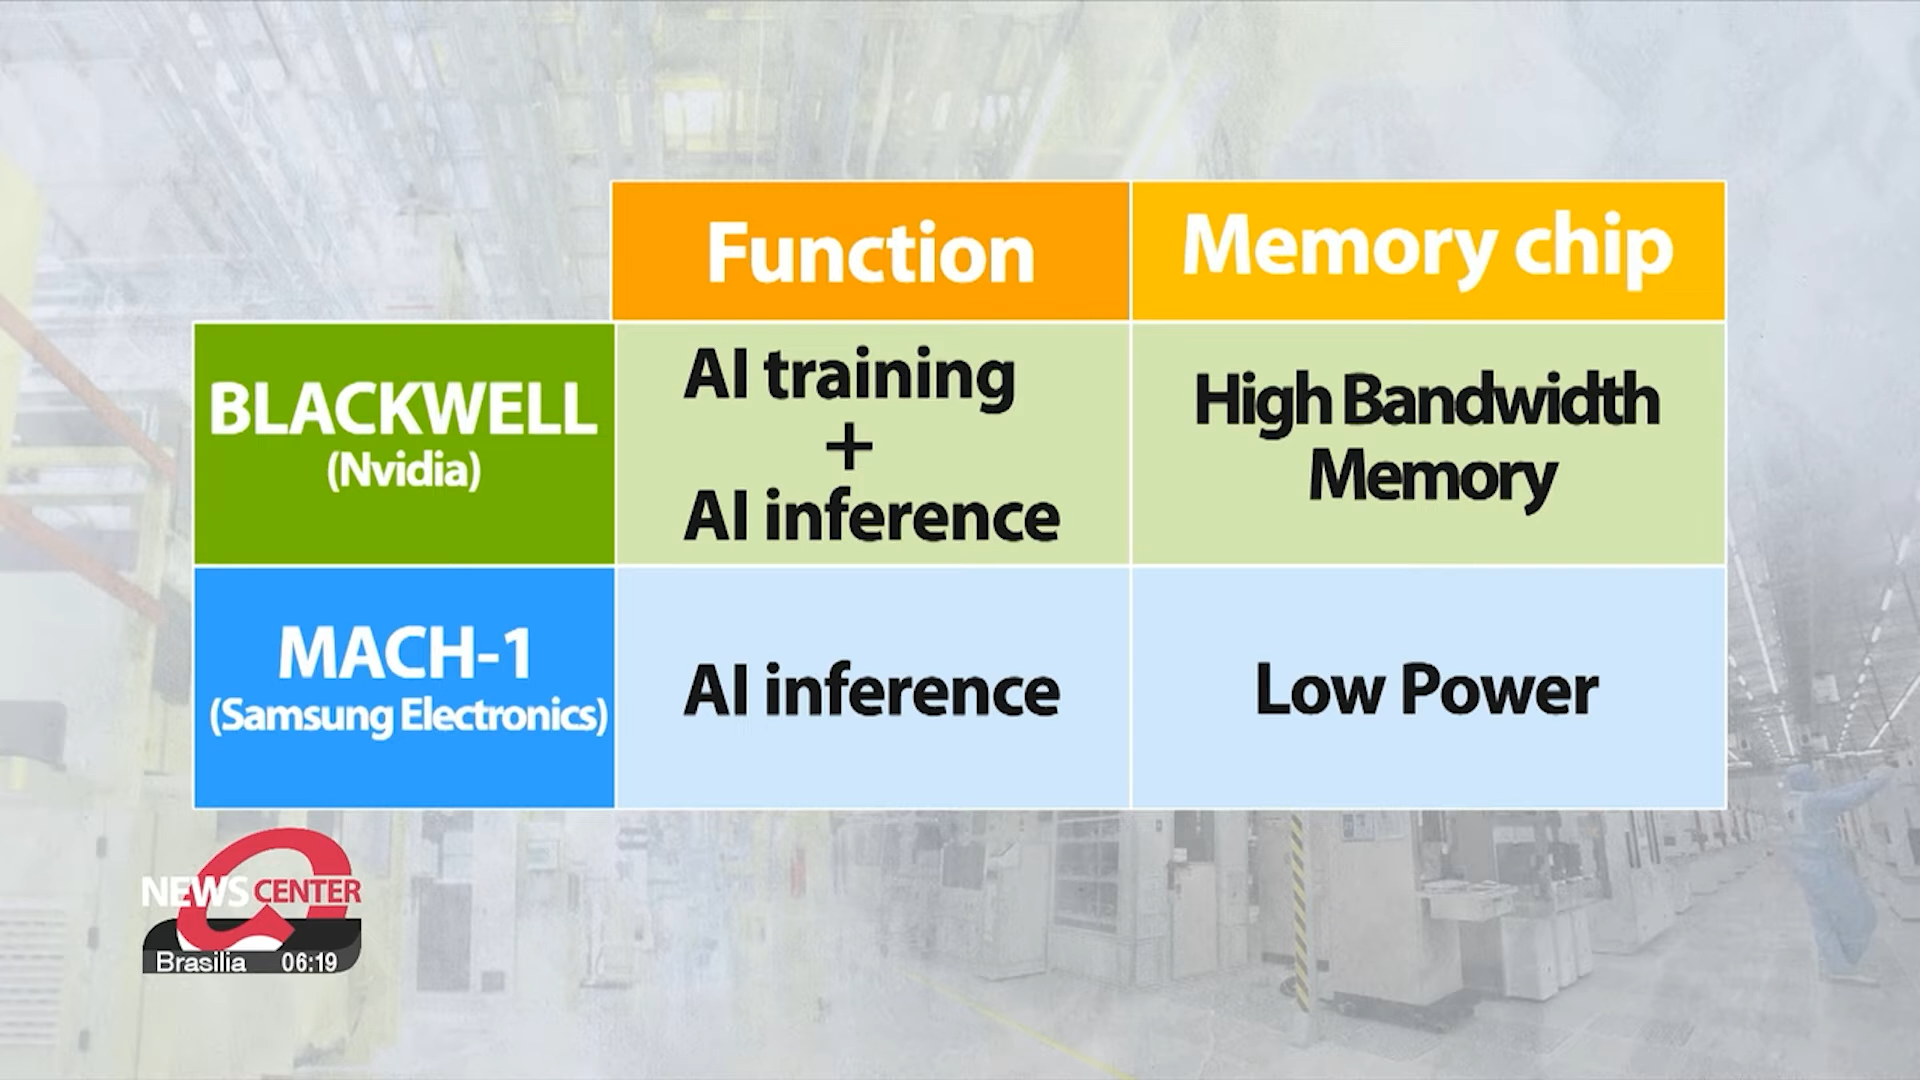 Function
Memory chip
BLACKWELL
(Nvidia)
AI training
+
AI inference
High Bandwidth
Memory
MACH-1
(Samsung Electronics)
AI inference
Low Power
NEWS CENTER
Brasilia 06:19